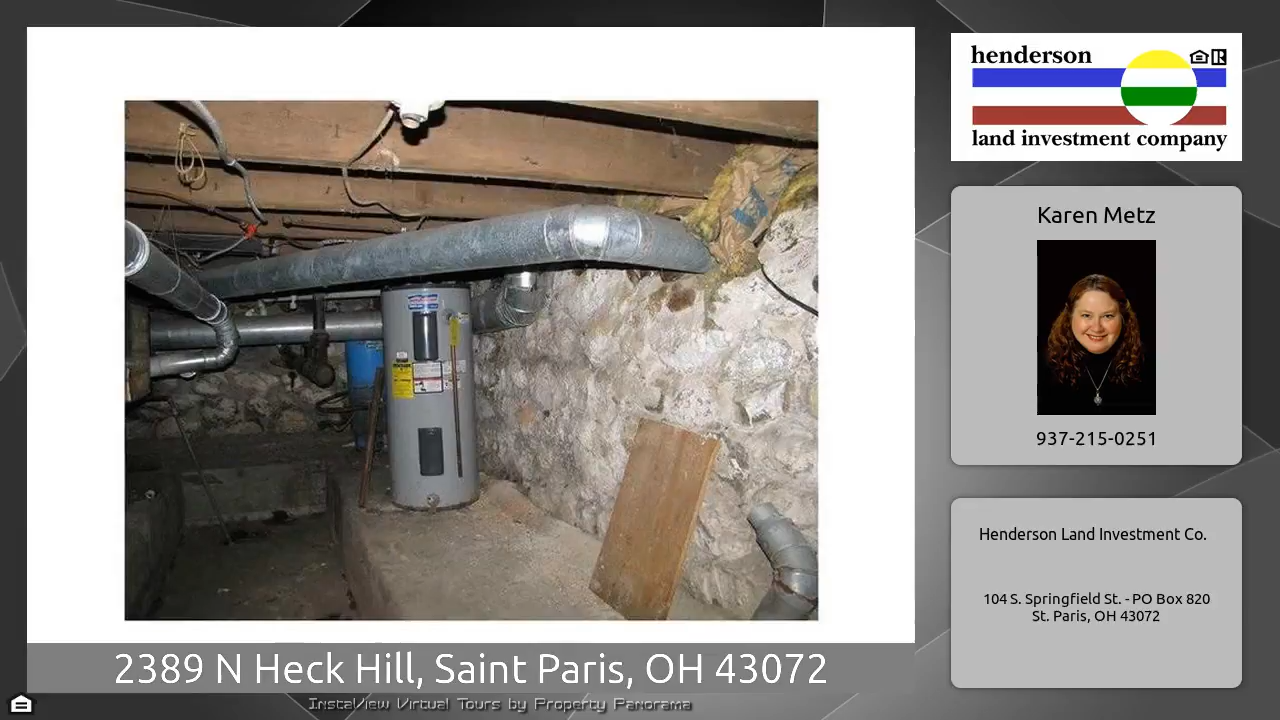 henderson
land investment company
Karen Metz
937-215-0251
Henderson Land Investment Co.
104 S. Springfield St. - PO Box 820
St. Paris, OH 43072
2389 N Heck Hill, Saint Paris, OH 43072
InstaView Virtual Tours by Property Panorama